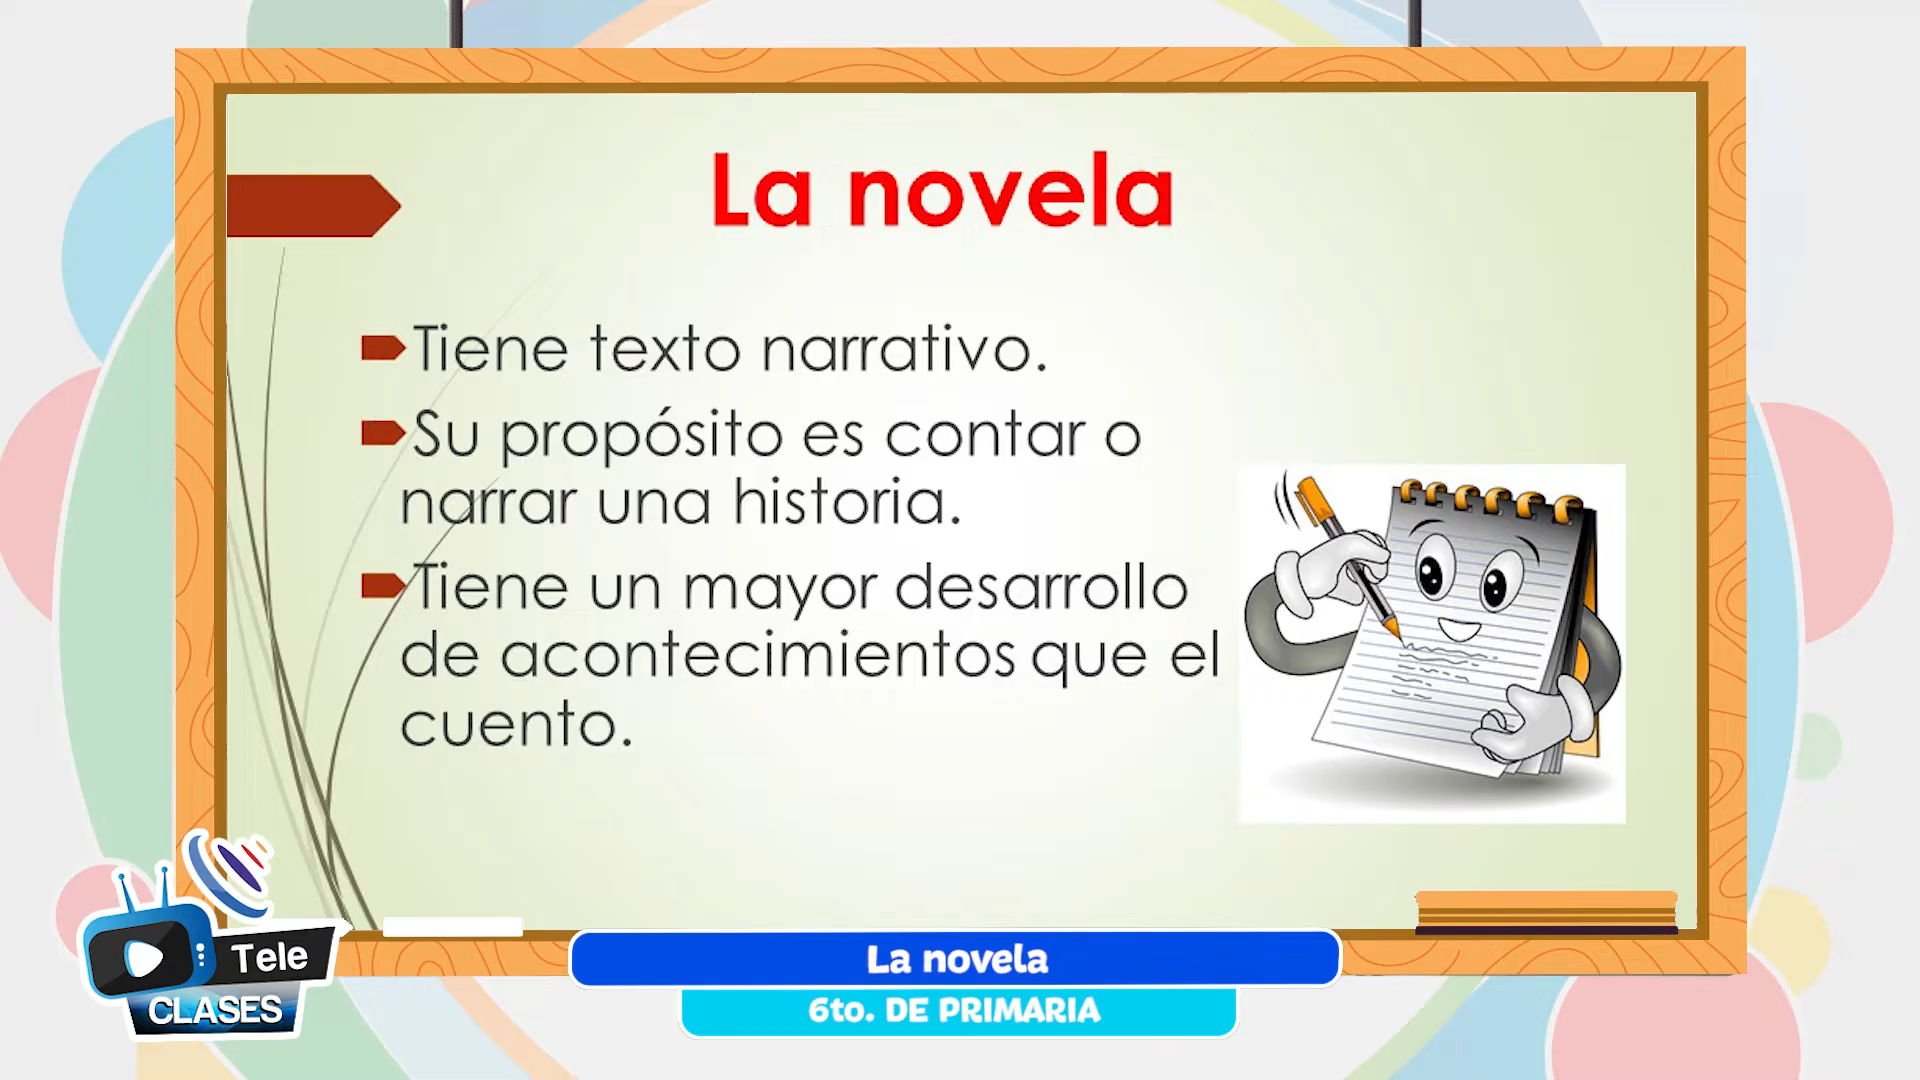 La novela
Tiene texto narrativo.
Su propósito es contar o
narrar una historia.
Tiene un mayor desarrollo
de acontecimientos que el
cuento.
Tele
CLASES
La novela
6to. DE PRIMARIA